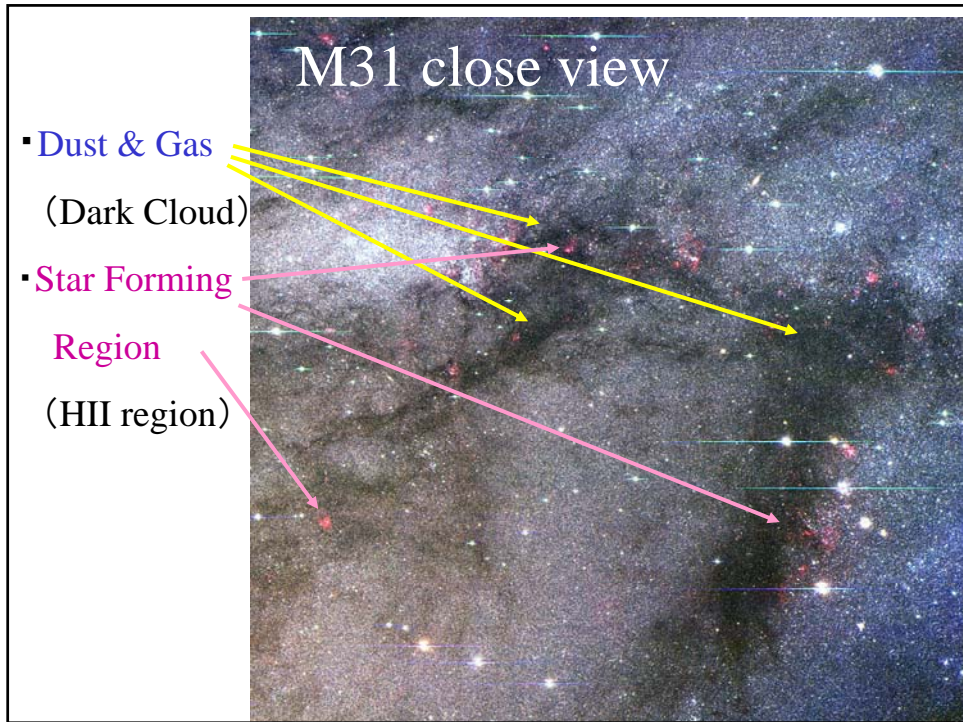 M31 close view
▪Dust & Gas
（Dark Cloud）
▪Star Forming
Region
（HII region）